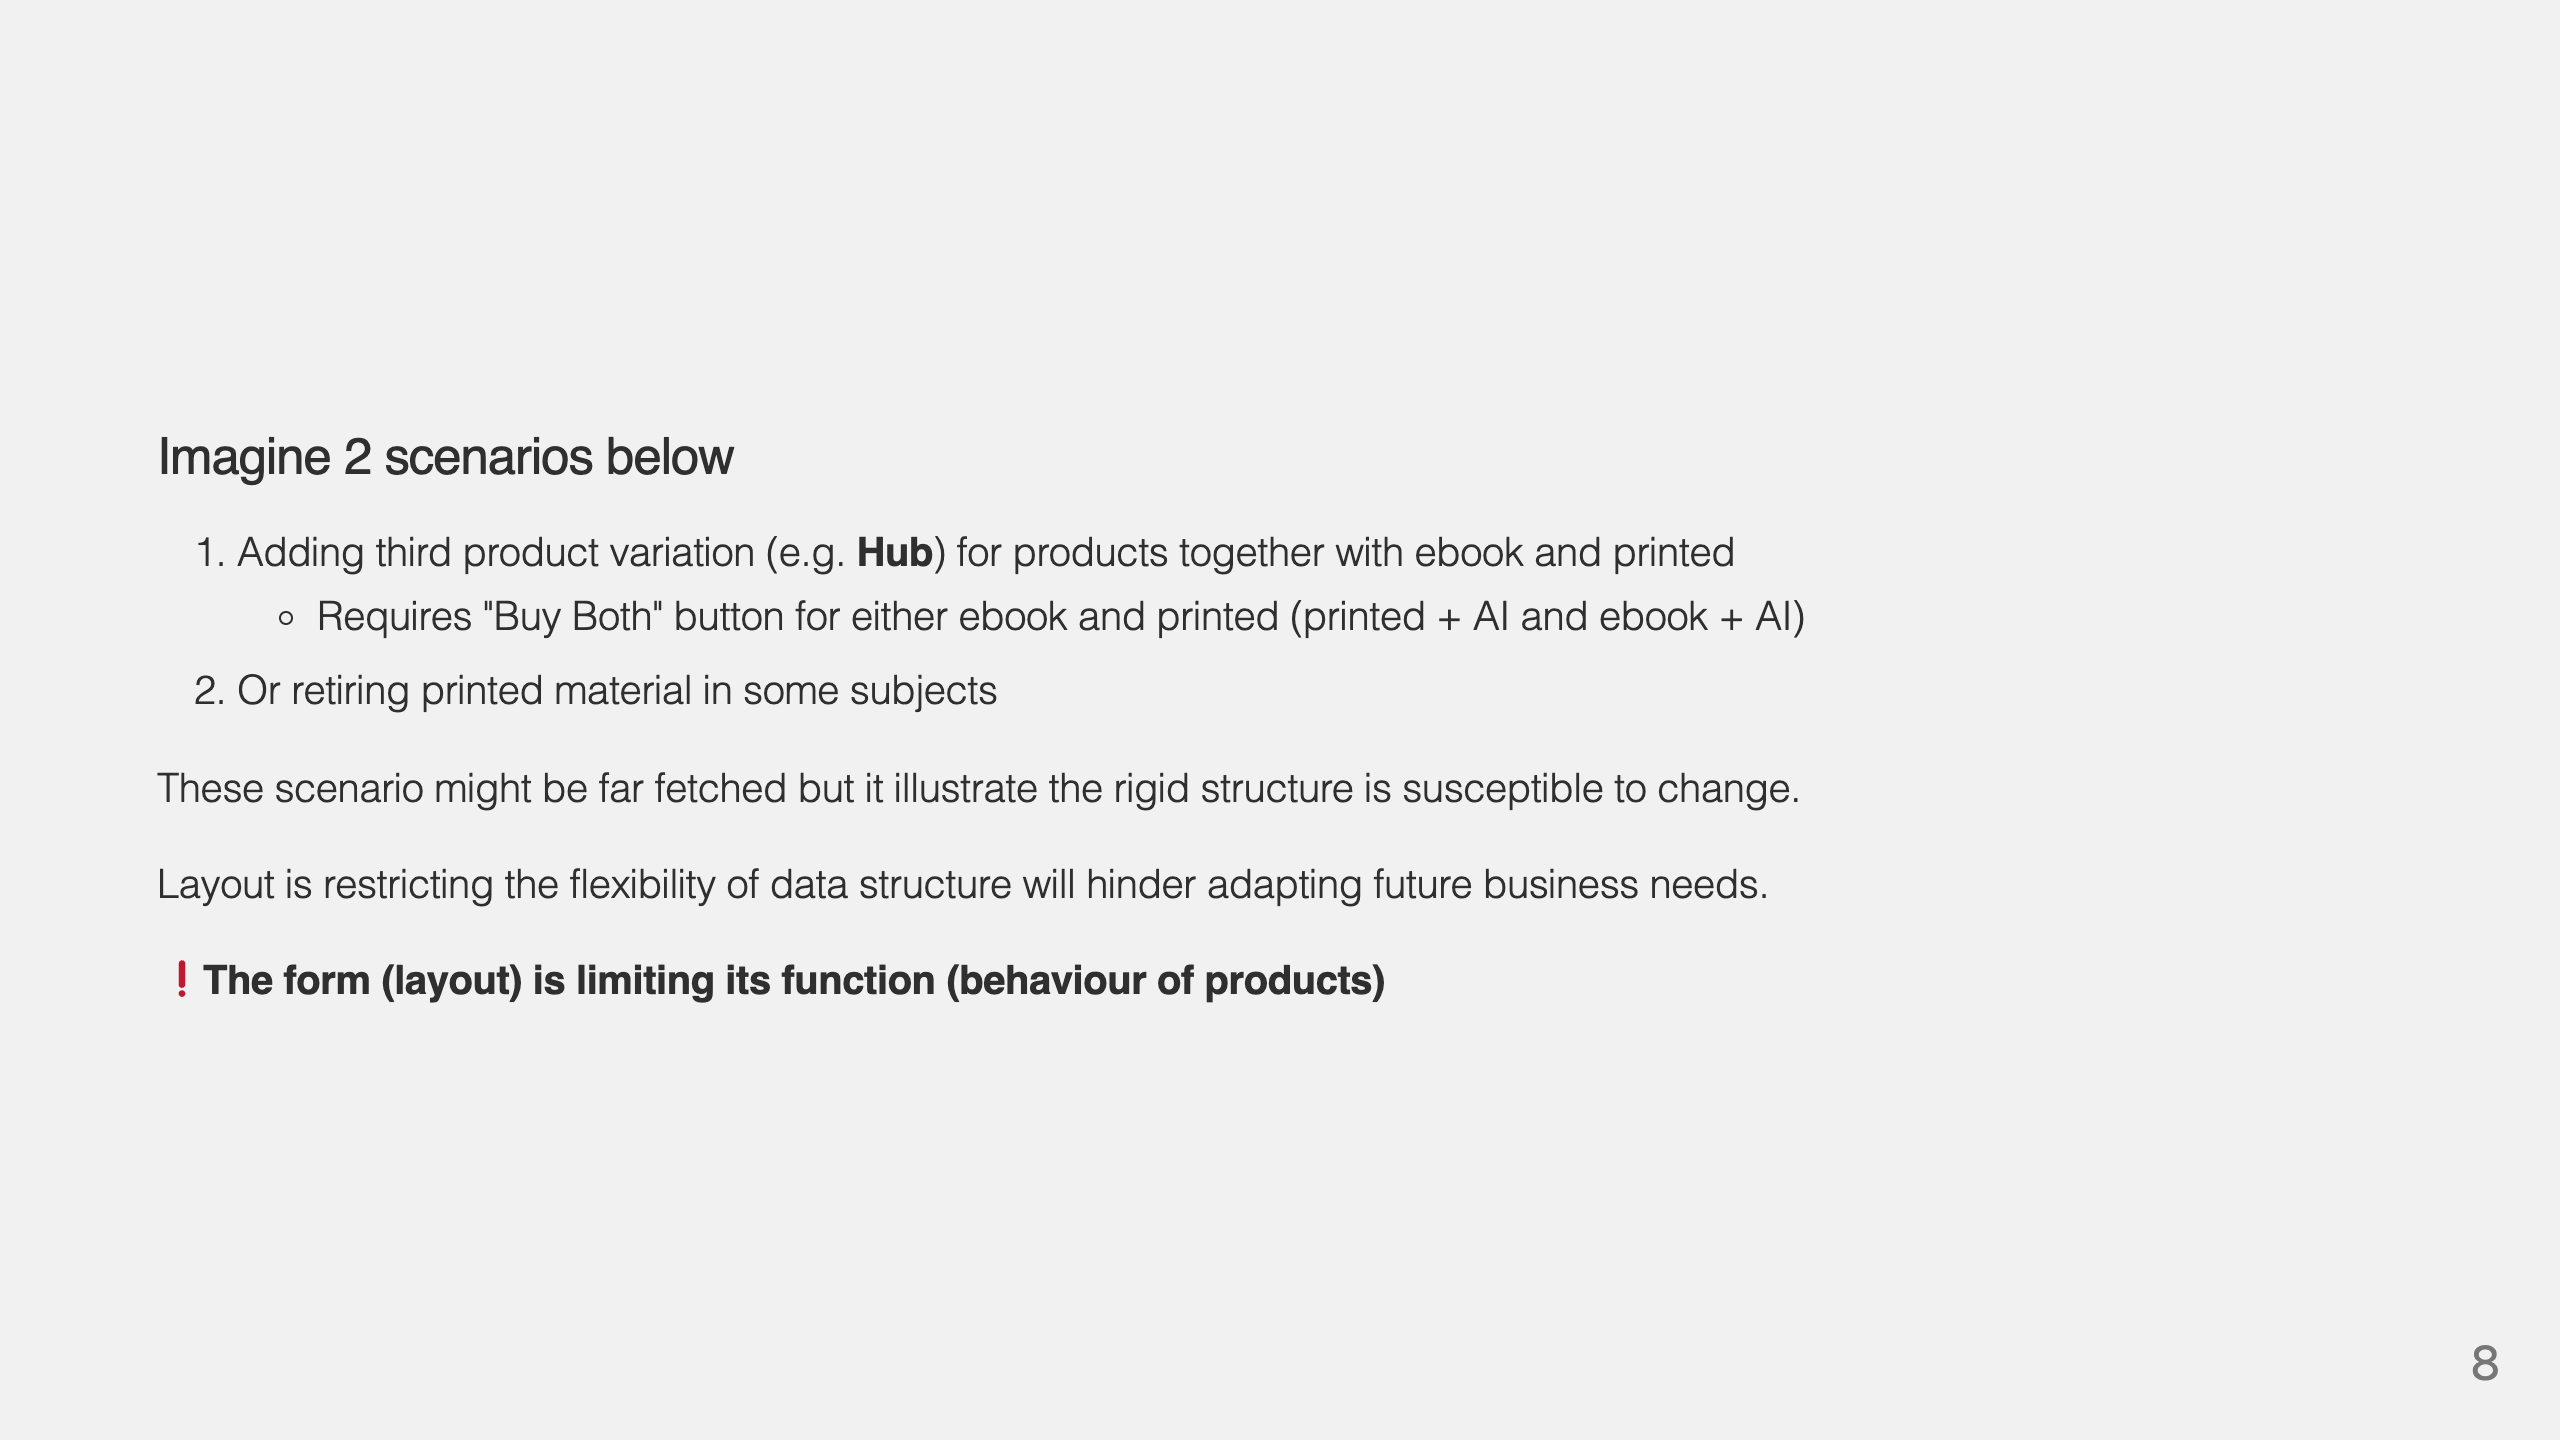 Imagine 2 scenarios below
1. Adding third product variation (e.g. Hub) for products together with ebook and printed
◦ Requires "Buy Both" button for either ebook and printed (printed + AI and ebook + AI)
2. Or retiring printed material in some subjects
These scenario might be far fetched but it illustrate the rigid structure is susceptible to change.
Layout is restricting the flexibility of data structure will hinder adapting future business needs.
❗The form (layout) is limiting its function (behaviour of products)
8